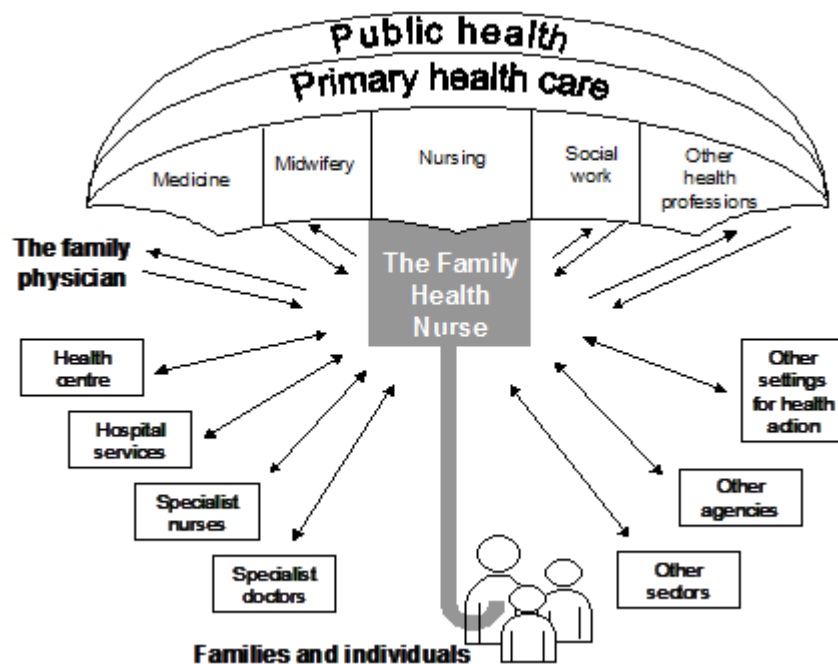 Public health
Primary health care
Medicine
Midwifery
Nursing
Social
work
Other
health
professions
The family
physician
The Family
Health
Nurse
Health
centre
Hospital
services
Specialist
nurses
Specialist
doctors
Other
settings
for health
action
Other
agencies
Other
sectors
Families and individuals